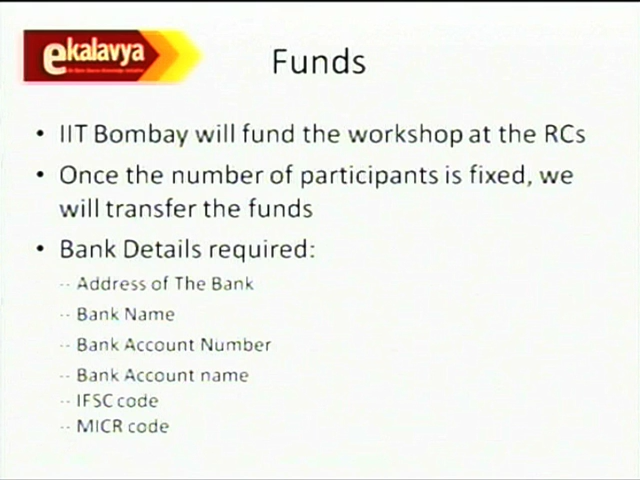 ekalavya
Funds
• IIT Bombay will fund the workshop at the RCs
• Once the number of participants is fixed, we
will transfer the funds
• Bank Details required:
-- Address of The Bank
-- Bank Name
-- Bank Account Number
-- Bank Account name
-- IFSC code
-- MICR code